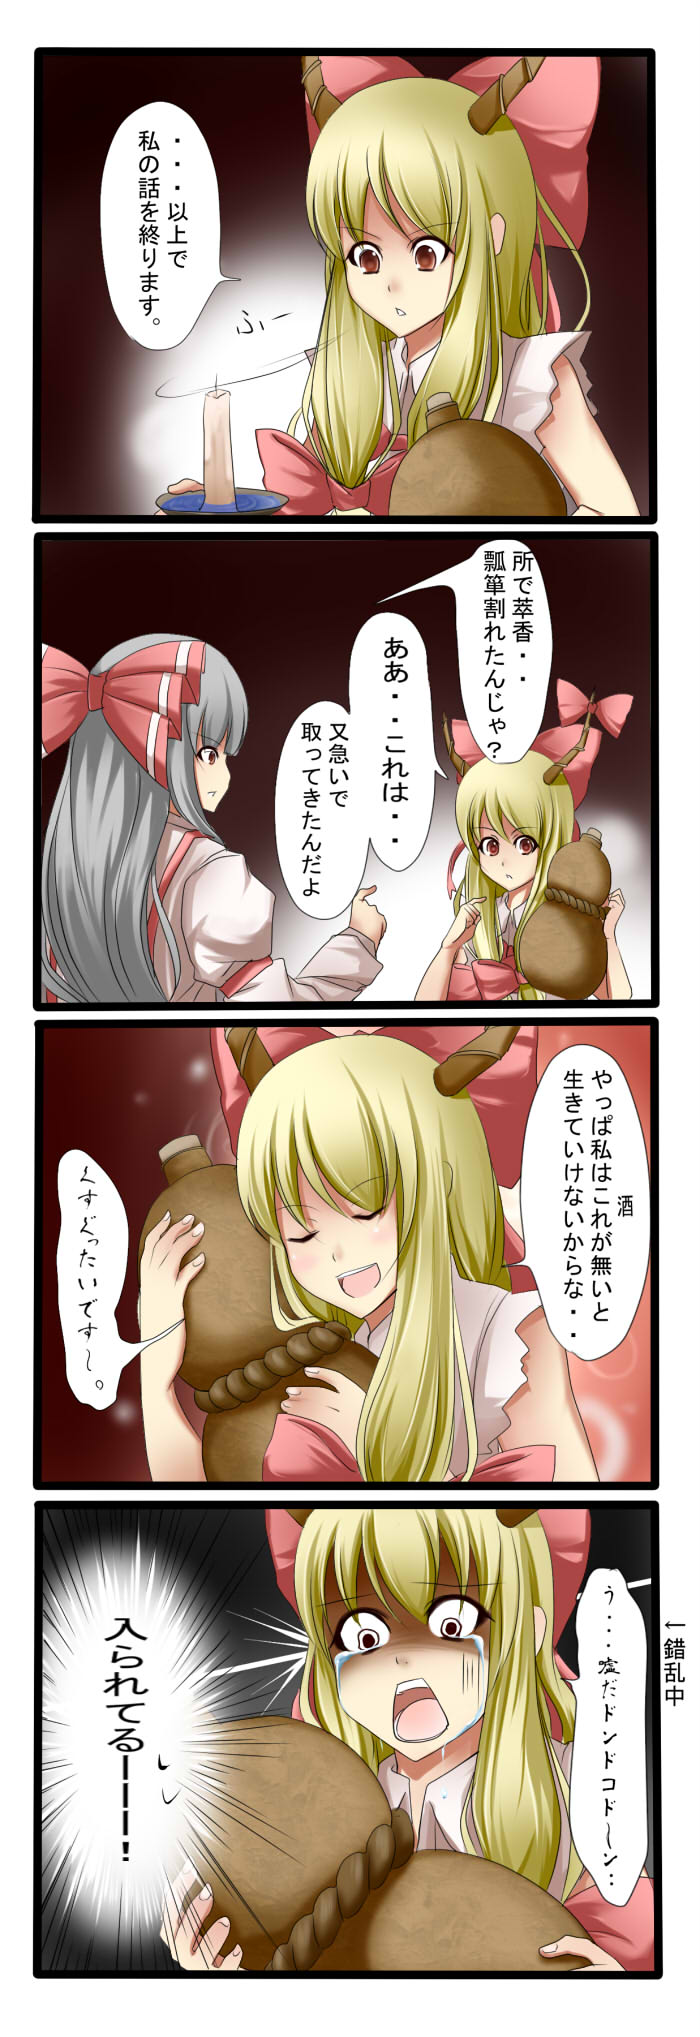 ・・・以上で
私の話を終ります。
ふー
所で萃香・・
瓢箪割れたんじゃ?
ああ・・これは・・
又急いで
取ってきたんだよ
やっぱ私はこれが無いと
酒
生きていけないからな・・
くすぐったいです~。
う・・・嘘だドンドコド~ン・・
←錯乱中
入られてるーーー!